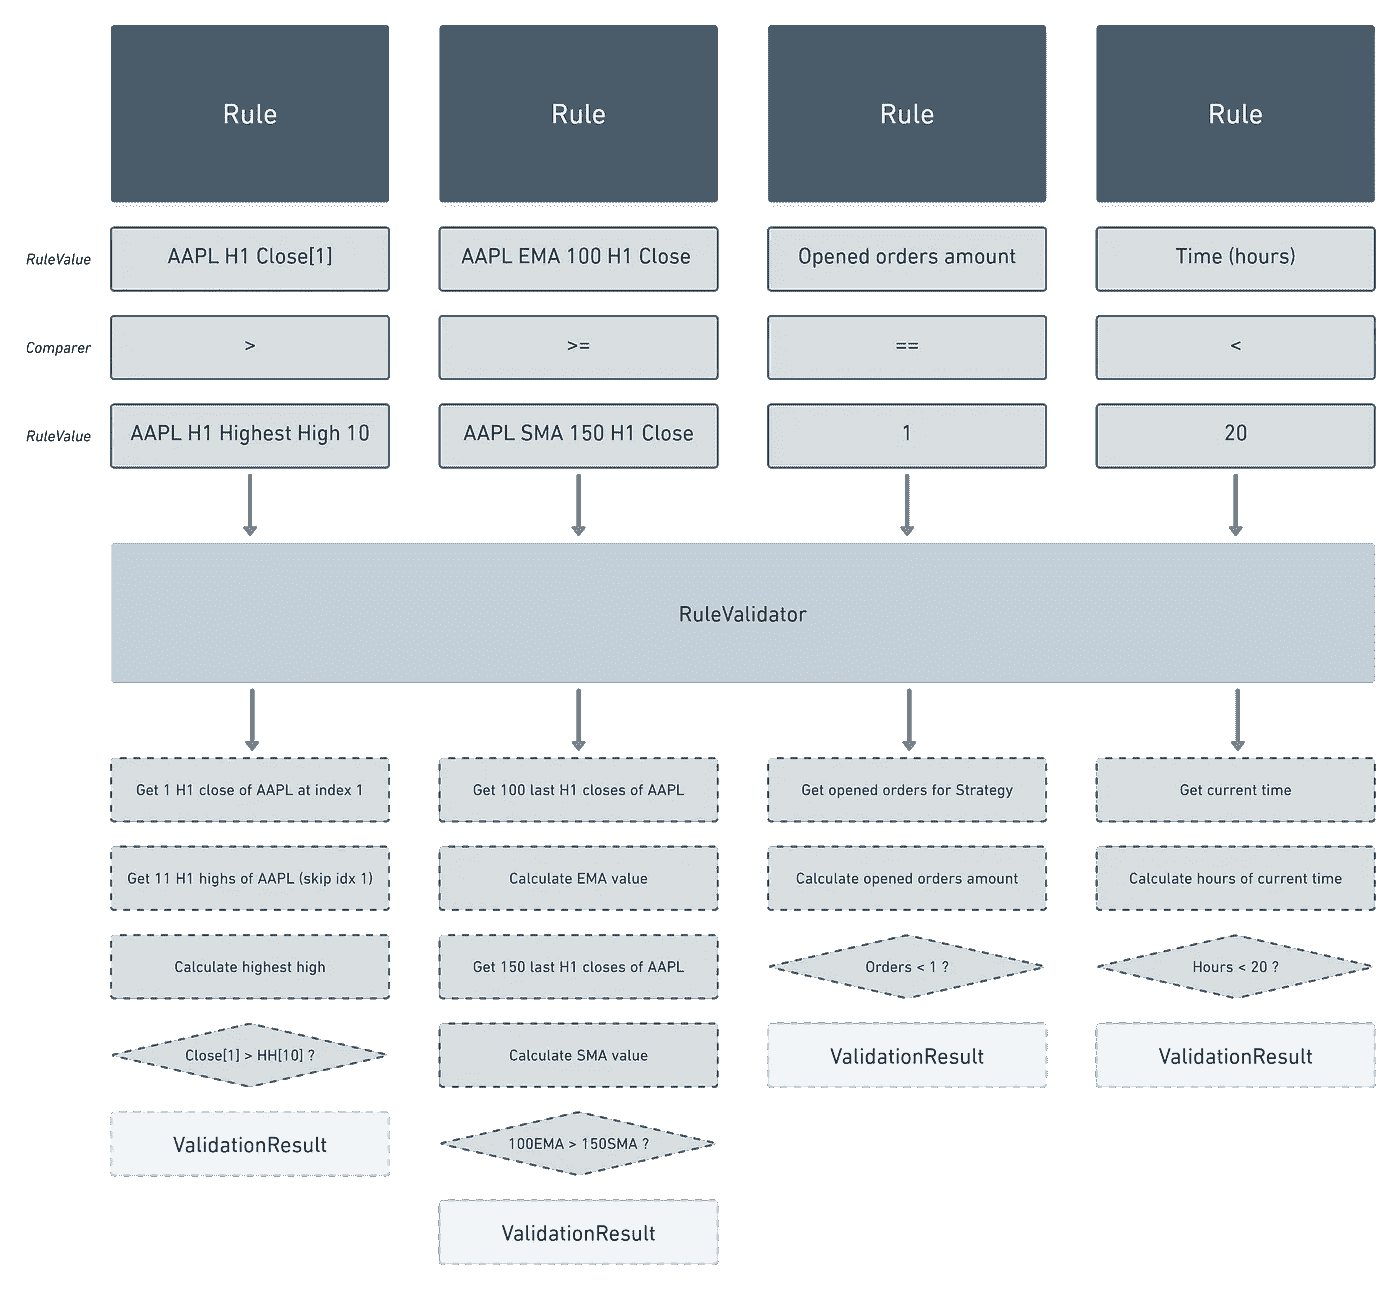 Rule Rule Rule Rule
RuleValue AAPL H1 Close[1] AAPL EMA 100 H1 Close Opened orders amount Time (hours)
Comparer > >= == <
RuleValue AAPL H1 Highest High 10 AAPL SMA 150 H1 Close 1 20
RuleValidator
Get 1 H1 close of AAPL at index 1 Get 100 last H1 closes of AAPL Get opened orders for Strategy Get current time
Get 11 H1 highs of AAPL (skip idx 1) Calculate EMA value Calculate opened orders amount Calculate hours of current time
Calculate highest high Get 150 last H1 closes of AAPL Orders < 1 ? Hours < 20 ?
Close[1] > HH[10] ? Calculate SMA value ValidationResult ValidationResult
ValidationResult 100EMA > 150SMA ?
ValidationResult